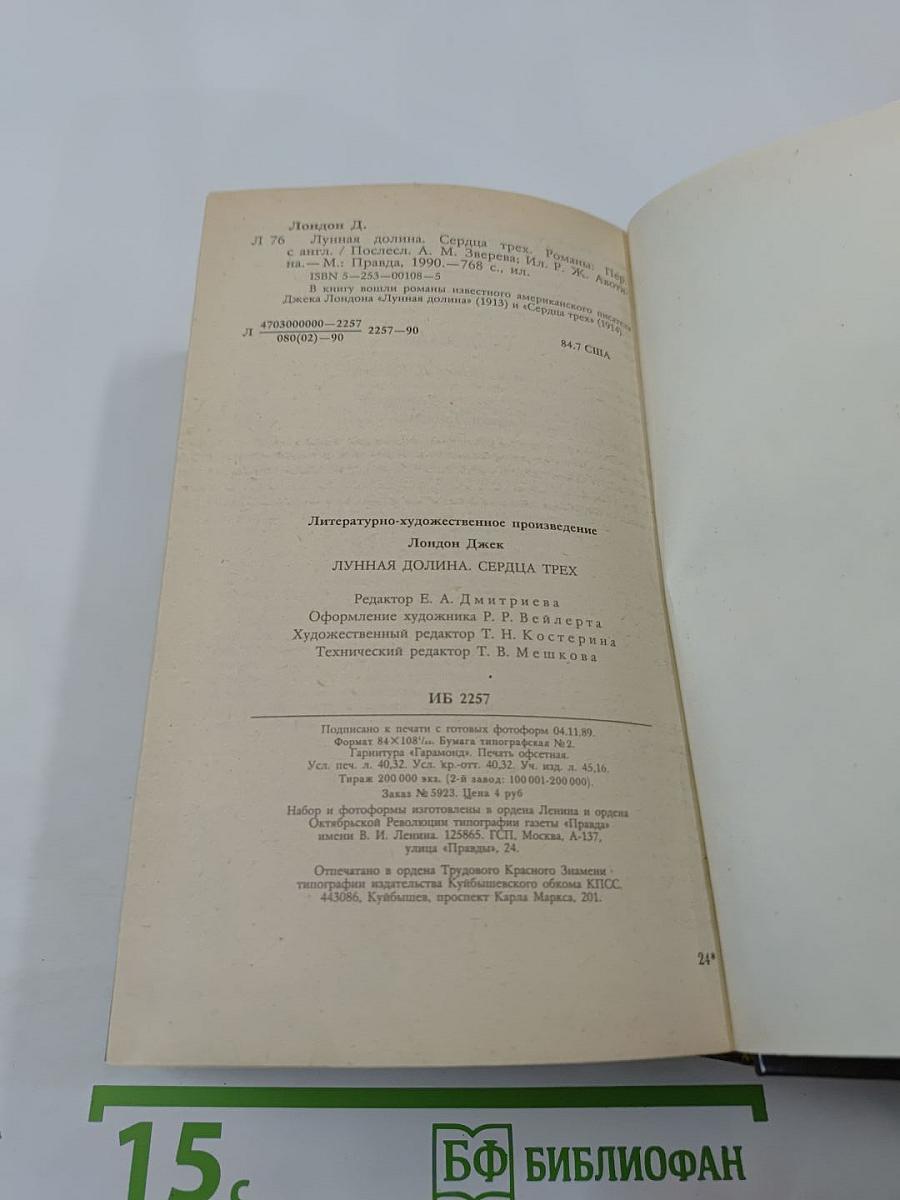 Лондон Д.
Л 76 Лунная долина. Сердца трех. Романы: Пер.
с англ. / Послесл. А. М. Зверева; Ил. Р. Ж. Авоти-
на.— М.: Правда, 1990.—768 с., ил.
ISBN 5—253—00108—5
В книгу вошли романы известного американского писателя
Джека Лондона «Лунная долина» (1913) и «Сердца трех» (1914)
Л 4703000000—2257
080(02)—90
2257—90
84.7 США
Литературно-художественное произведение
Лондон Джек
ЛУННАЯ ДОЛИНА. СЕРДЦА ТРЕХ
Редактор Е. А. Дмитриева
Оформление художника Р. Р. Вейлерта
Художественный редактор Т. Н. Костерина
Технический редактор Т. В. Мешкова
ИБ 2257
Подписано к печати с готовых фотоформ 04.11.89.
Формат 84×108¹/₃₂. Бумага типографская № 2.
Гарнитура «Гарамонд». Печать офсетная.
Усл. печ. л. 40,32. Усл. кр.-отт. 40,32. Уч. изд. л. 45,16.
Тираж 200 000 экз. (2-й завод: 100 001-200 000).
Заказ № 5923. Цена 4 руб
Набор и фотоформы изготовлены в ордена Ленина и ордена
Октябрьской Революции типографии газеты «Правда»
имени В. И. Ленина. 125865. ГСП, Москва, А-137,
улица «Правды», 24.
Отпечатано в ордена Трудового Красного Знамени
типографии издательства Куйбышевского обкома КПСС,
443086, Куйбышев, проспект Карла Маркса, 201.
24*
15 с
БФ БИБЛИОФАН